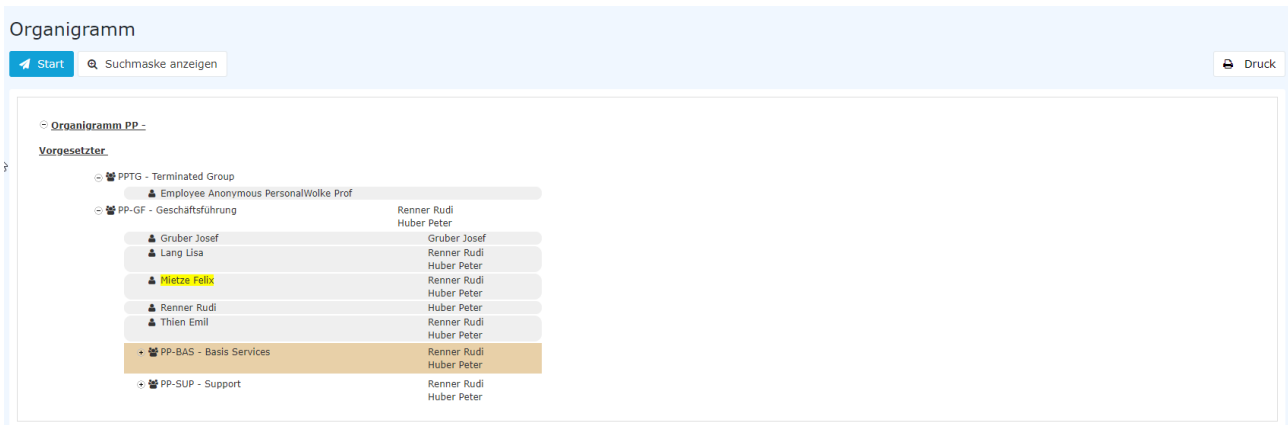 Organigramm
Start Suchmaske anzeigen Druck
Organigramm PP -
Vorgesetzter
PPTG - Terminated Group
Employee Anonymous PersonalWolke Prof
PP-GF - Geschäftsführung Renner Rudi
Huber Peter
Gruber Josef Gruber Josef
Lang Lisa Renner Rudi
Huber Peter
Mietze Felix Renner Rudi
Huber Peter
Renner Rudi Huber Peter
Thien Emil Renner Rudi
Huber Peter
PP-BAS - Basis Services Renner Rudi
Huber Peter
PP-SUP - Support Renner Rudi
Huber Peter